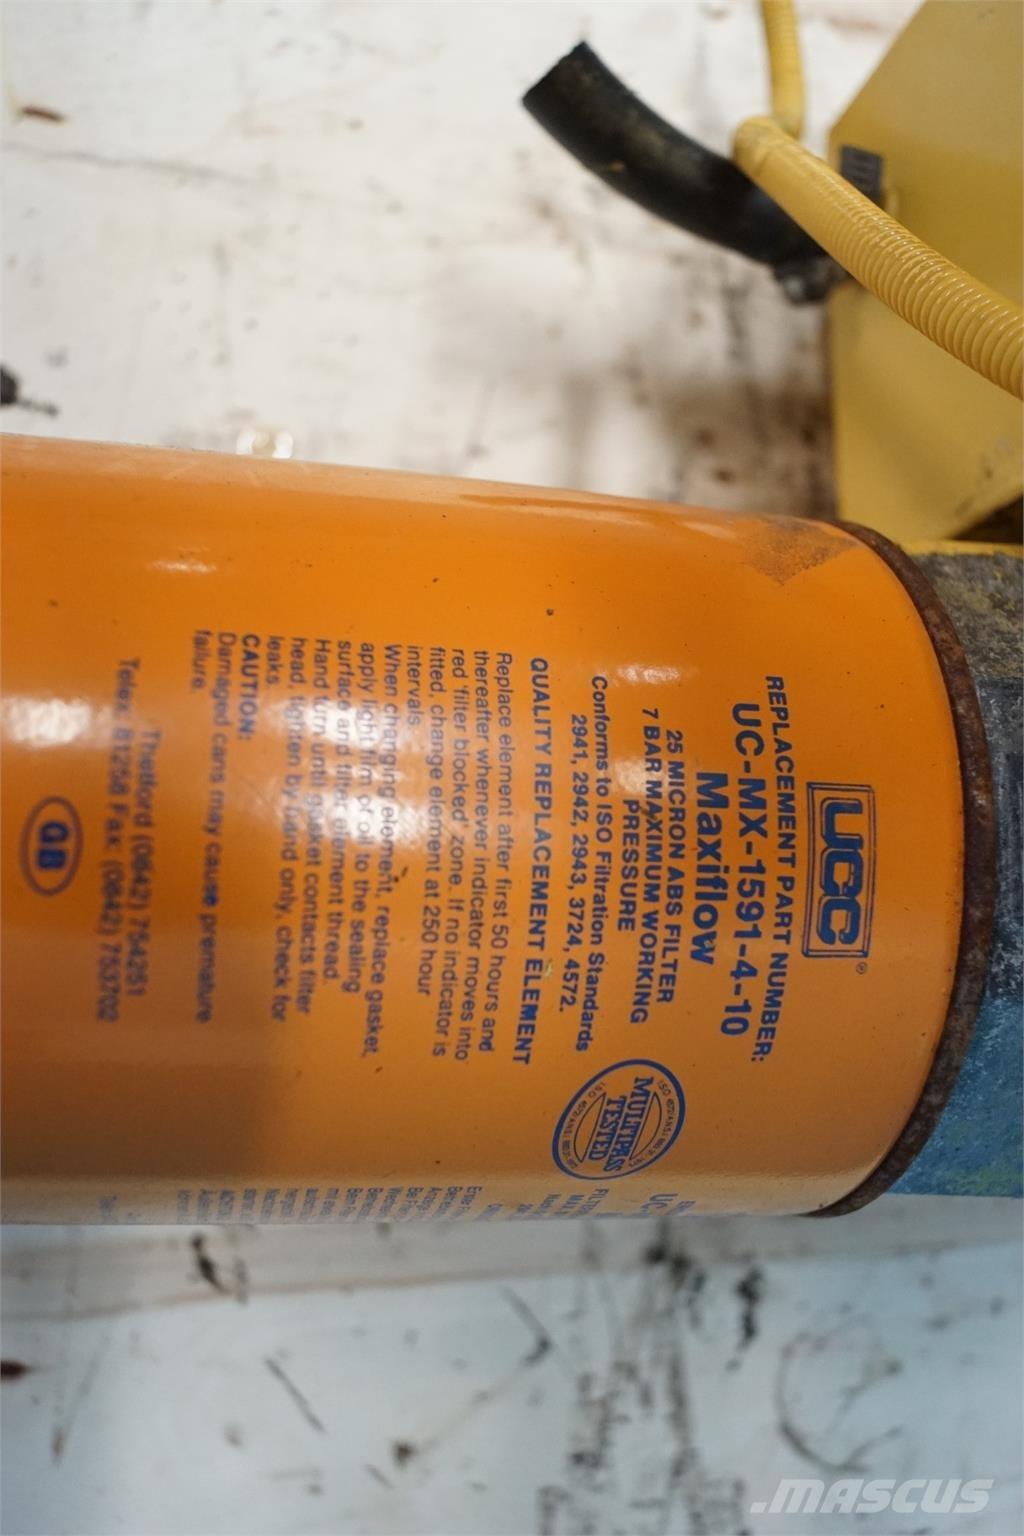 UCC®
REPLACEMENT PART NUMBER:
UC-MX-1591-4-10
Maxiflow
25 MICRON ABS FILTER
7 BAR MAXIMUM WORKING
PRESSURE
Conforms to ISO Filtration Standards
2941, 2942, 2943, 3724, 4572.
QUALITY REPLACEMENT ELEMENT
Replace element after first 50 hours and
thereafter whenever indicator moves into
red 'filter blocked' zone. If no indicator is
fitted, change element at 250 hour
intervals.
When changing element, replace gasket,
apply light film of oil to the sealing
surface and filter element thread.
Hand turn until gasket contacts filter
head, tighten by hand only, check for
leaks.
CAUTION:
Damaged cans may cause premature
failure.
Thetford (0842) 754251
Telex: 81256 Fax: (0842) 753702
GB
MULTIPASS
TESTED
UC
.MASCUS